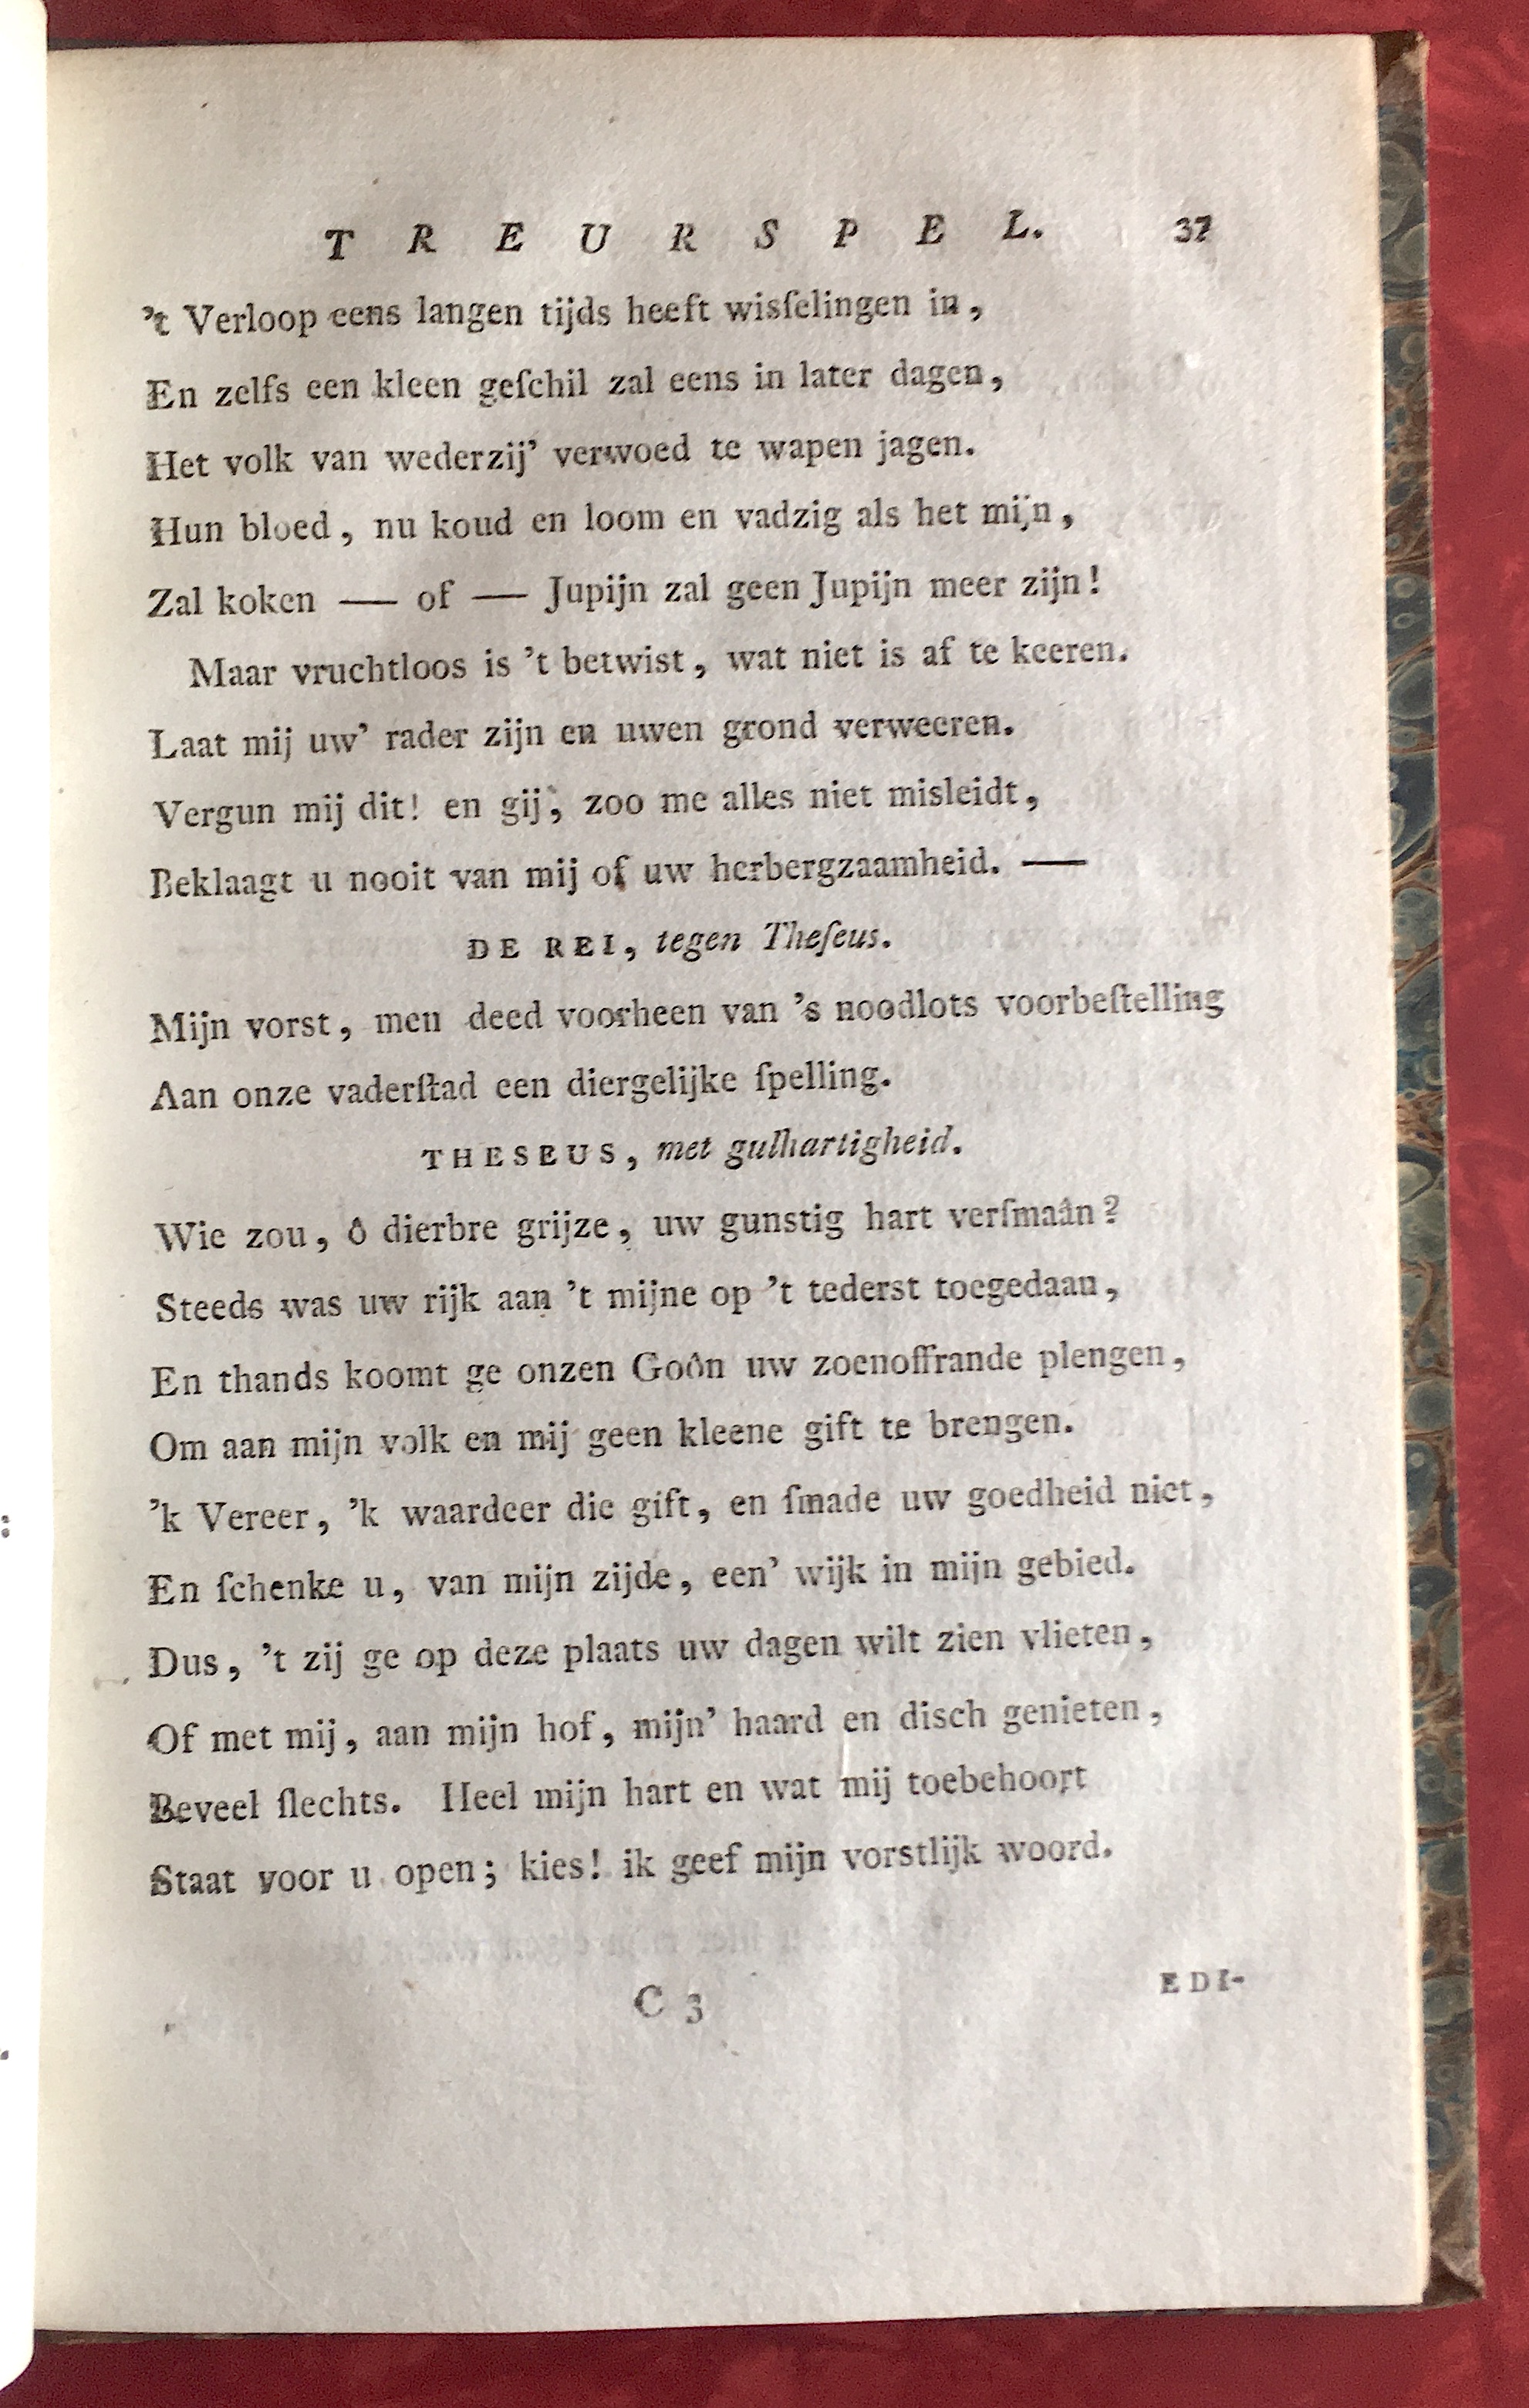 TREURSPEL. 37
’t Verloop eens langen tijds heeft wisſelingen in,
En zelfs een kleen geſchil zal eens in later dagen,
Het volk van wederzij’ verwoed te wapen jagen.
Hun bloed, nu koud en loom en vadzig als het mijn,
Zal koken — of — Jupijn zal geen Jupijn meer zijn!
Maar vruchtloos is ’t betwist, wat niet is af te keeren.
Laat mij uw’ rader zijn en uwen grond verweeren.
Vergun mij dit! en gij, zoo me alles niet misleidt,
Beklaagt u nooit van mij of uw herbergzaamheid. —
DE REI, tegen Theſeus.
Mijn vorst, men deed voorheen van ’s noodlots voorbeſtelling
Aan onze vaderſtad een diergelijke ſpelling.
THESEUS, met gulhartigheid.
Wie zou, ô dierbre grijze, uw gunstig hart verſmaân?
Steeds was uw rijk aan ’t mijne op ’t tederst toegedaan,
En thands koomt ge onzen Goôn uw zoenoffrande plengen,
Om aan mijn volk en mij geen kleene gift te brengen.
’k Vereer, ’k waardeer die gift, en ſmade uw goedheid niet,
En ſchenke u, van mijn zijde, een’ wijk in mijn gebied.
Dus, ’t zij ge op deze plaats uw dagen wilt zien vlieten,
Of met mij, aan mijn hof, mijn’ haard en disch genieten,
Beveel ſlechts. Heel mijn hart en wat mij toebehoort
Staat voor u open; kies! ik geef mijn vorstlijk woord.
C 3 EDI-